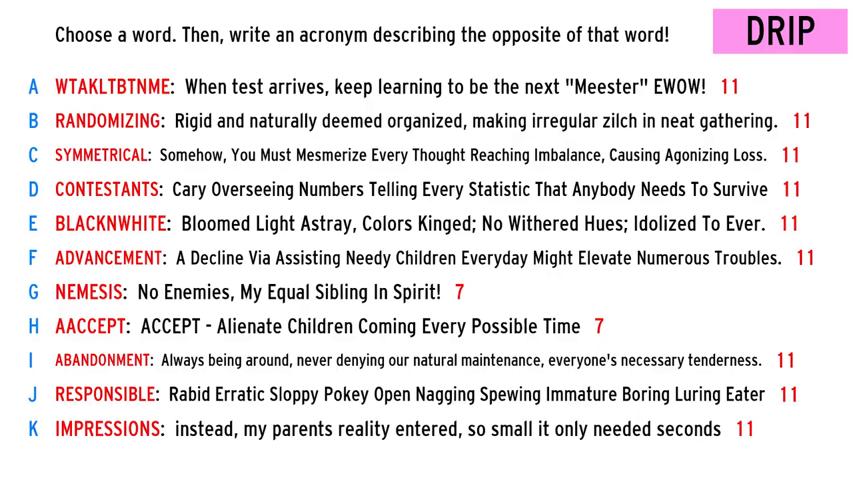 Choose a word. Then, write an acronym describing the opposite of that word!
DRIP
A WTAKLTBTNME: When test arrives, keep learning to be the next "Meester" EWOW! 11
B RANDOMIZING: Rigid and naturally deemed organized, making irregular zilch in neat gathering. 11
C SYMMETRICAL: Somehow, You Must Mesmerize Every Thought Reaching Imbalance, Causing Agonizing Loss. 11
D CONTESTANTS: Cary Overseeing Numbers Telling Every Statistic That Anybody Needs To Survive 11
E BLACKNWHITE: Bloomed Light Astray, Colors Kinged; No Withered Hues; Idolized To Ever. 11
F ADVANCEMENT: A Decline Via Assisting Needy Children Everyday Might Elevate Numerous Troubles. 11
G NEMESIS: No Enemies, My Equal Sibling In Spirit! 7
H AACCEPT: ACCEPT - Alienate Children Coming Every Possible Time 7
I ABANDONMENT: Always being around, never denying our natural maintenance, everyone's necessary tenderness. 11
J RESPONSIBLE: Rabid Erratic Sloppy Pokey Open Nagging Spewing Immature Boring Luring Eater 11
K IMPRESSIONS: instead, my parents reality entered, so small it only needed seconds 11